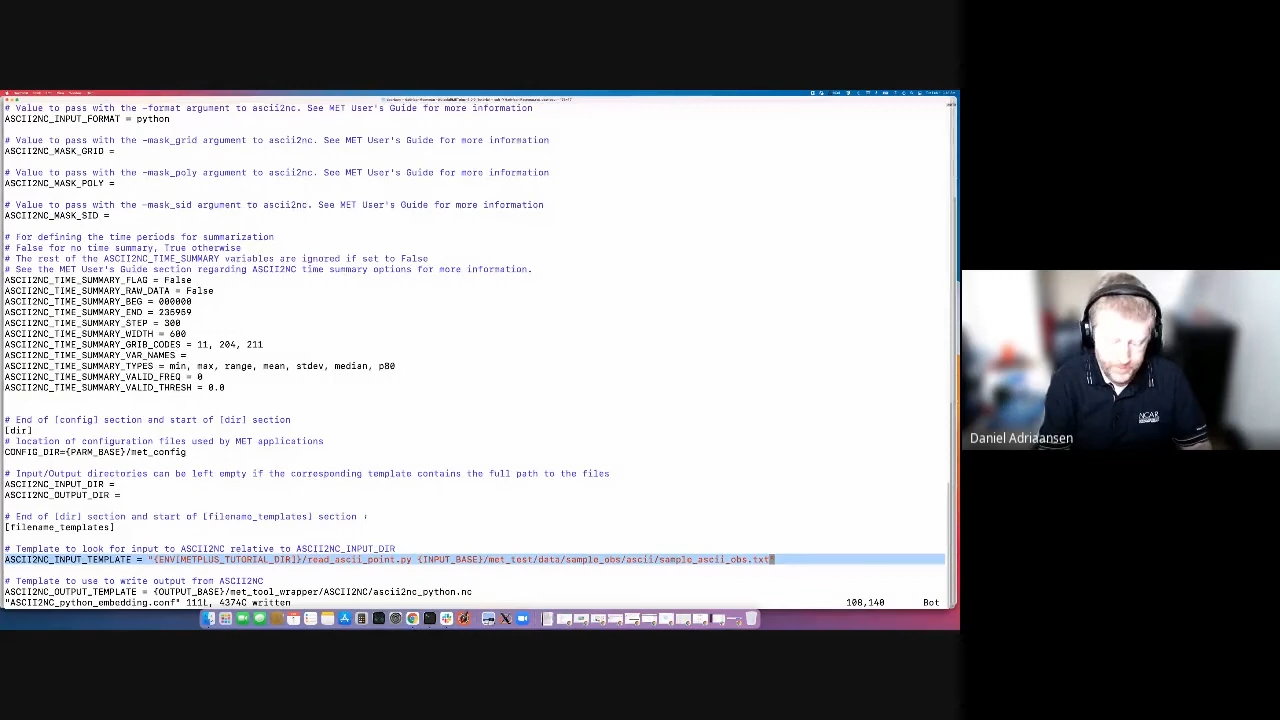 # Value to pass with the -format argument to ascii2nc. See MET User's Guide for more information
ASCII2NC_INPUT_FORMAT = python
# Value to pass with the -mask_grid argument to ascii2nc. See MET User's Guide for more information
ASCII2NC_MASK_GRID =
# Value to pass with the -mask_poly argument to ascii2nc. See MET User's Guide for more information
ASCII2NC_MASK_POLY =
# Value to pass with the -mask_sid argument to ascii2nc. See MET User's Guide for more information
ASCII2NC_MASK_SID =
# For defining the time periods for summarization
# False for no time summary, True otherwise
# The rest of the ASCII2NC_TIME_SUMMARY variables are ignored if set to False
# See the MET User's Guide section regarding ASCII2NC time summary options for more information.
ASCII2NC_TIME_SUMMARY_FLAG = False
ASCII2NC_TIME_SUMMARY_RAW_DATA = False
ASCII2NC_TIME_SUMMARY_BEG = 000000
ASCII2NC_TIME_SUMMARY_END = 235959
ASCII2NC_TIME_SUMMARY_STEP = 300
ASCII2NC_TIME_SUMMARY_WIDTH = 600
ASCII2NC_TIME_SUMMARY_GRIB_CODES = 11, 204, 211
ASCII2NC_TIME_SUMMARY_VAR_NAMES =
ASCII2NC_TIME_SUMMARY_TYPES = min, max, range, mean, stdev, median, p80
ASCII2NC_TIME_SUMMARY_VALID_FREQ = 0
ASCII2NC_TIME_SUMMARY_VALID_THRESH = 0.0
# End of [config] section and start of [dir] section
[dir]
# location of configuration files used by MET applications
CONFIG_DIR={PARM_BASE}/met_config
# Input/Output directories can be left empty if the corresponding template contains the full path to the files
ASCII2NC_INPUT_DIR =
ASCII2NC_OUTPUT_DIR =
# End of [dir] section and start of [filename_templates] section
[filename_templates]
# Template to look for input to ASCII2NC relative to ASCII2NC_INPUT_DIR
ASCII2NC_INPUT_TEMPLATE = "{ENV[METPLUS_TUTORIAL_DIR]}/read_ascii_point.py {INPUT_BASE}/met_test/data/sample_obs/ascii/sample_ascii_obs.txt"
# Template to use to write output from ASCII2NC
ASCII2NC_OUTPUT_TEMPLATE = {OUTPUT_BASE}/met_tool_wrapper/ASCII2NC/ascii2nc_python.nc
"ASCII2NC_python_embedding.conf" 111L, 4374C written 108,140 Bot
NCAR
Daniel Adriaansen